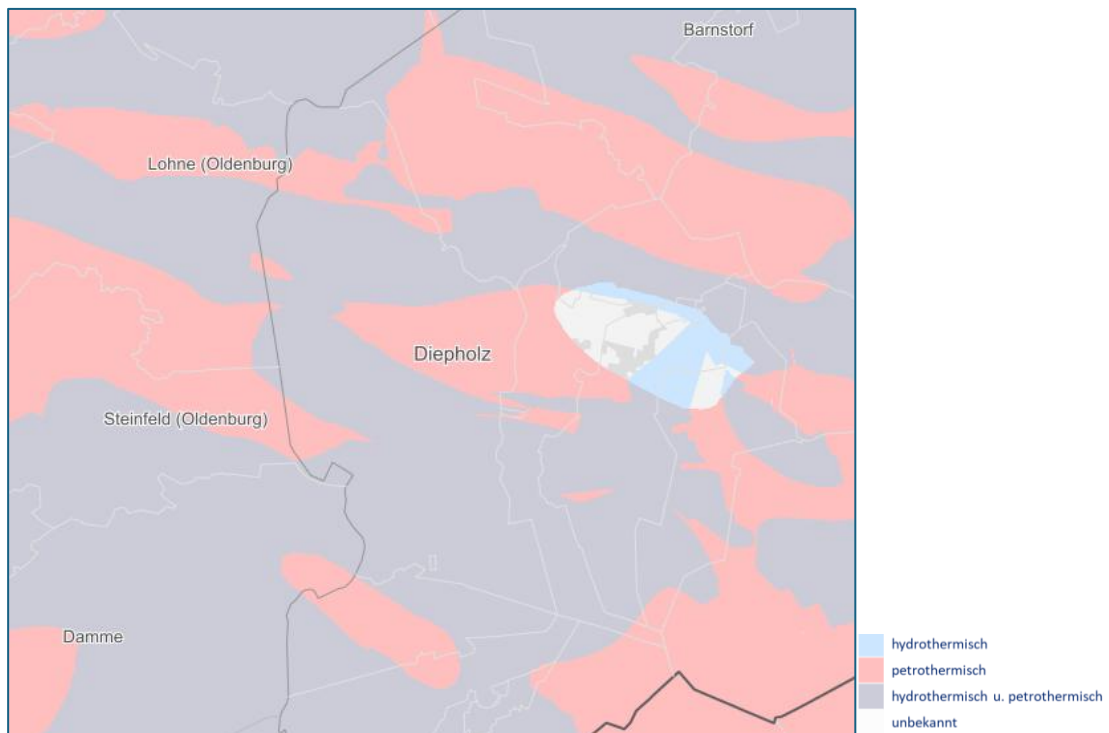 Barnstorf
Lohne (Oldenburg)
Diepholz
Steinfeld (Oldenburg)
Damme
hydrothermisch
petrothermisch
hydrothermisch u. petrothermisch
unbekannt